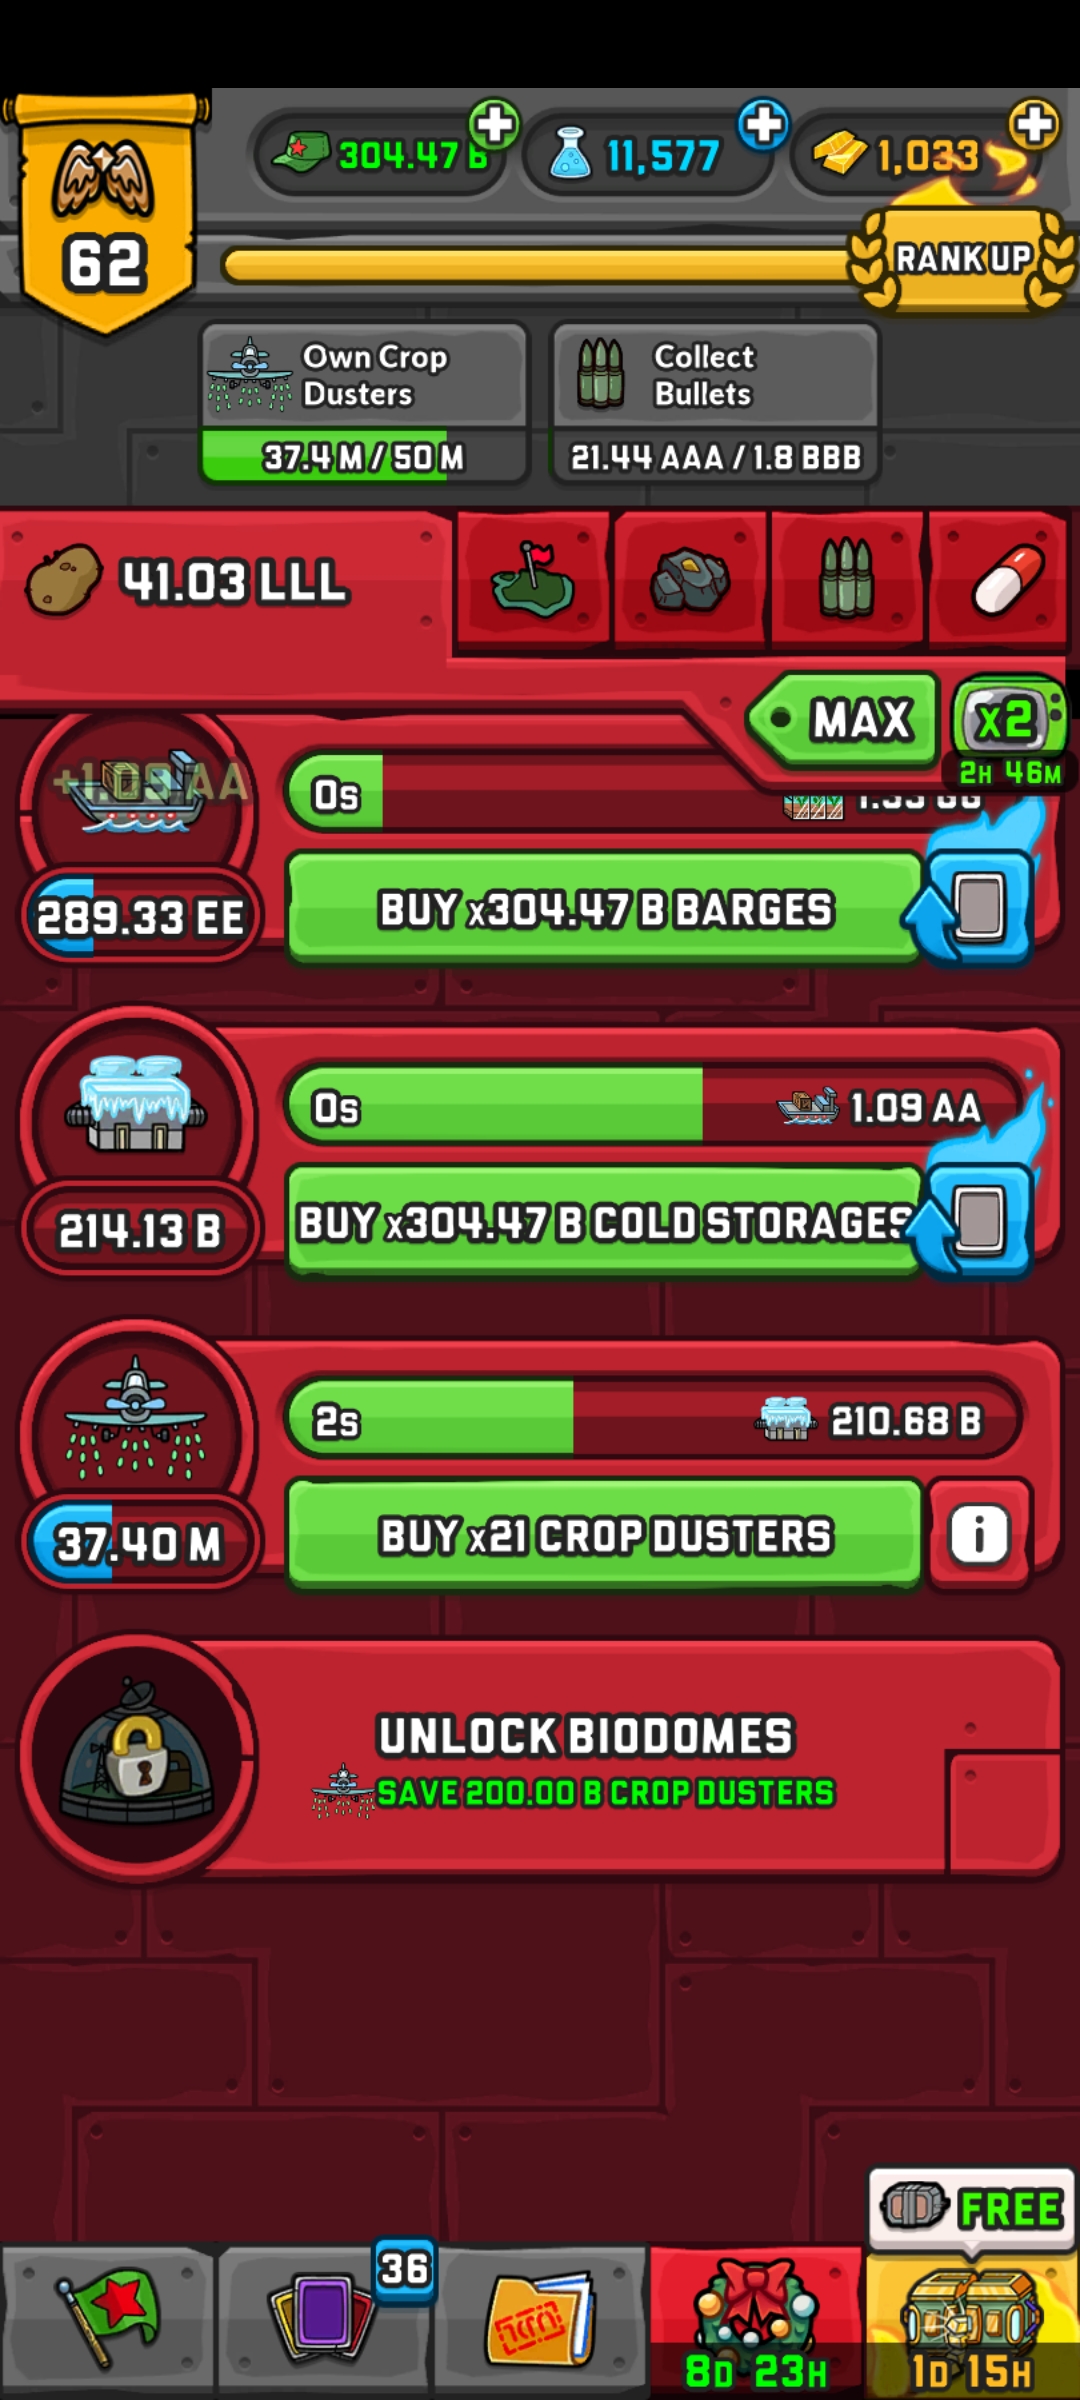 304.47 B
11,577
1,033
62
RANK UP
Own Crop
Dusters
Collect
Bullets
37.4 M / 50 M
21.44 AAA / 1.8 BBB
41.03 LLL
MAX
x2
2H 46M
+1.09 AA
0s
289.33 EE
BUY x304.47 B BARGES
0s
1.09 AA
214.13 B
BUY x304.47 B COLD STORAGES
2s
210.68 B
37.40 M
BUY x21 CROP DUSTERS
i
UNLOCK BIODOMES
SAVE 200.00 B CROP DUSTERS
FREE
36
8D 23H
1D 15H